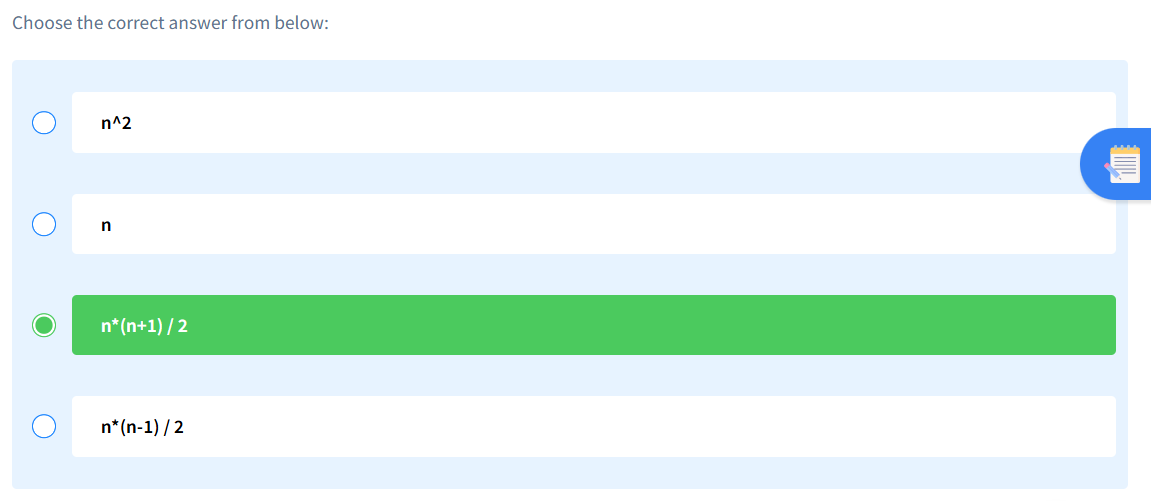 Choose the correct answer from below:
n^2
n
n*(n+1) / 2
n*(n-1) / 2